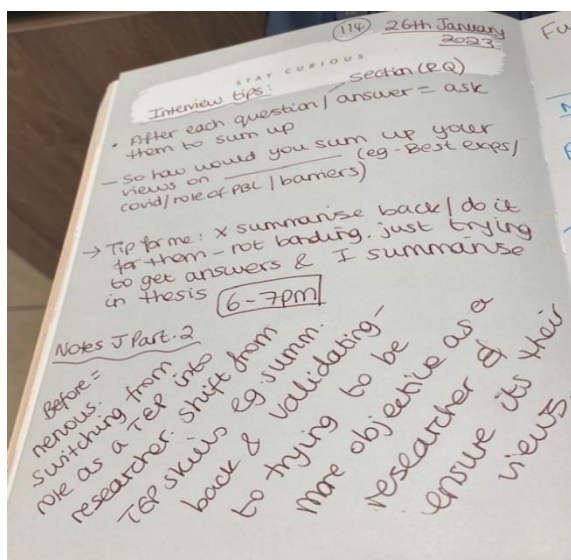 114
26th January
2023
Fu
STAY CURIOUS
Interview tips:
Section (RQ)
• After each question / answer = ask
them to sum up
- So how would you sum up your
views on ________ (eg - Best exps/
covid/role of PBL / barriers)
→ Tip for me: x summarise back / do it
for them - not bonding, just trying
to get answers & I summarise
in thesis
6-7pm
Notes J Part. 2
Before =
nervous.
switching from
role as a TEP into
researcher. shift from
TEP skills eg. summ.
back & validating -
to trying to be
more objective as a
researcher &
ensure its their
views.